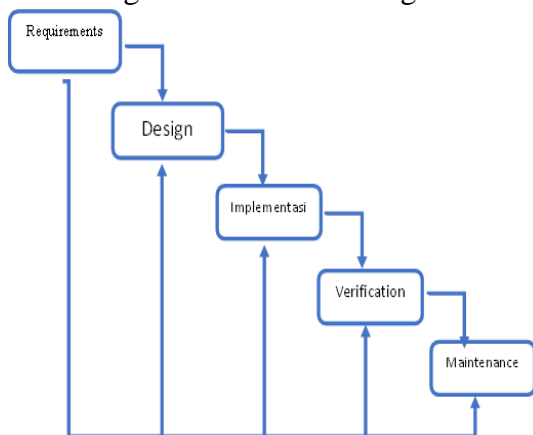 Requirements
Design
Implementasi
Verification
Maintenance